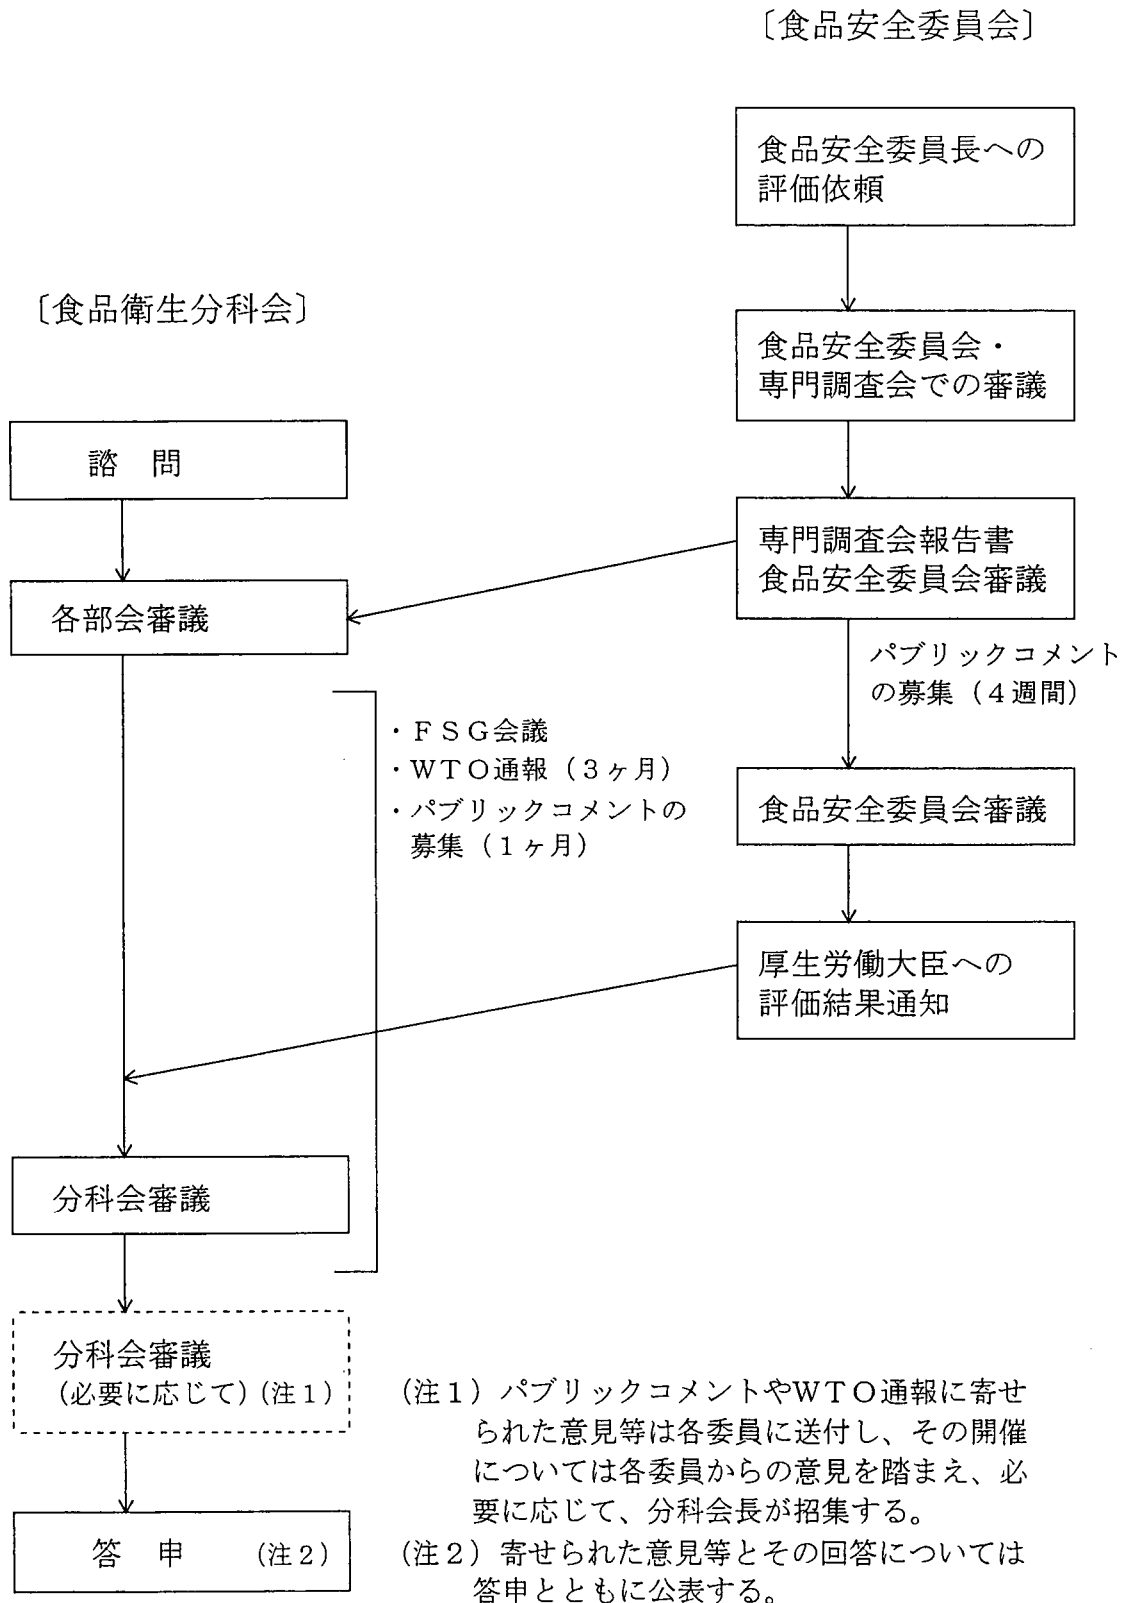 〔食品安全委員会〕
食品安全委員長への
評価依頼
食品安全委員会・
専門調査会での審議
専門調査会報告書
食品安全委員会審議
パブリックコメント
の募集(4週間)
食品安全委員会審議
厚生労働大臣への
評価結果通知
〔食品衛生分科会〕
諮 問
各部会審議
・FSG会議
・WTO通報(3ヶ月)
・パブリックコメントの
募集(1ヶ月)
分科会審議
分科会審議
(必要に応じて)(注1)
答 申 (注2)
(注1)パブリックコメントやWTO通報に寄せ
られた意見等は各委員に送付し、その開催
については各委員からの意見を踏まえ、必
要に応じて、分科会長が招集する。
(注2)寄せられた意見等とその回答については
答申とともに公表する。